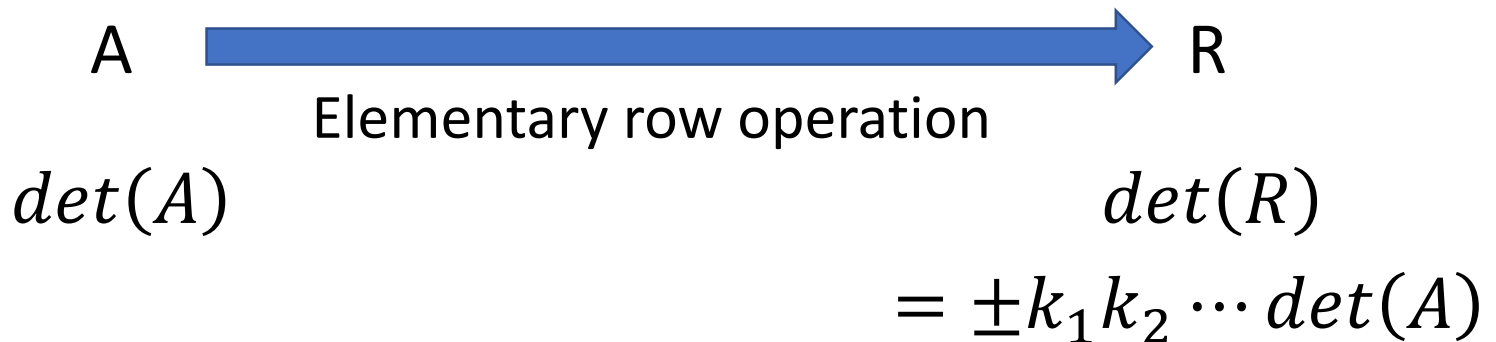 A R
Elementary row operation
det(A) det(R)
= ±k₁k₂ ⋯ det(A)